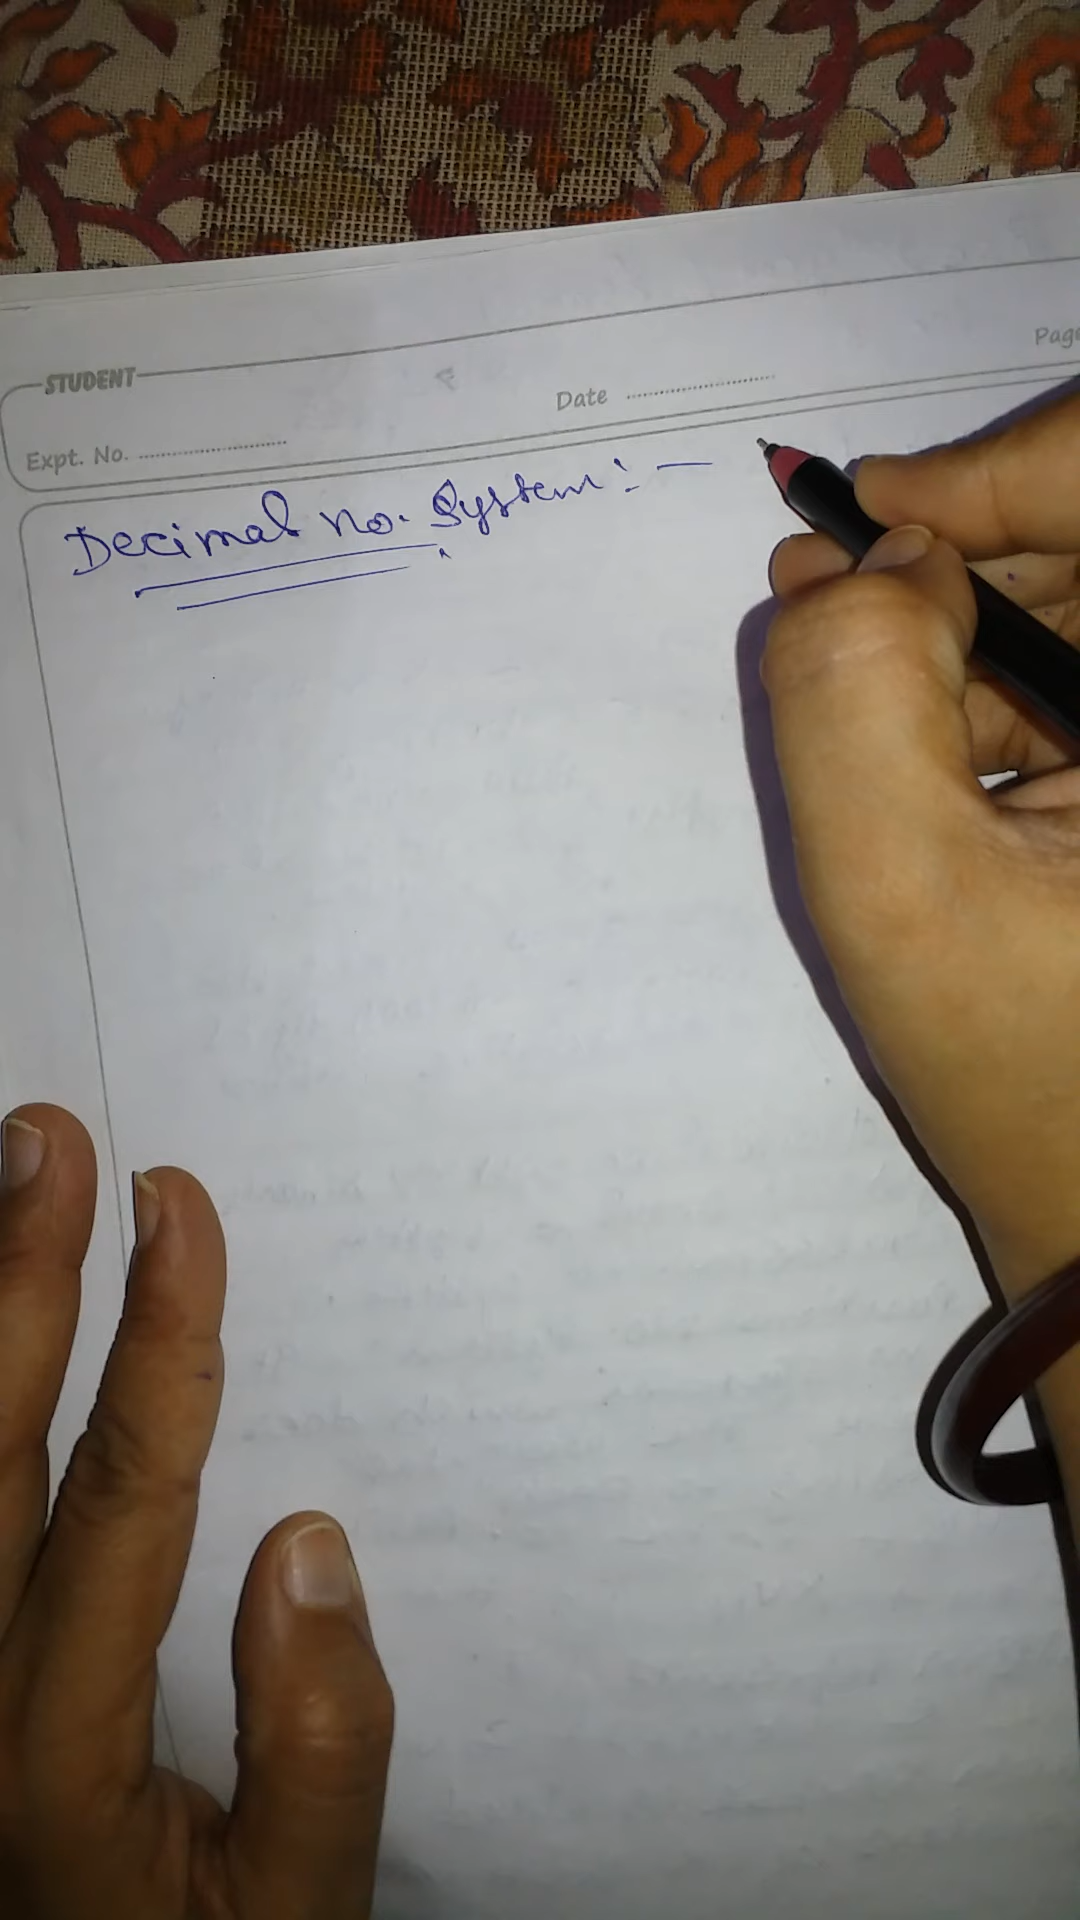 STUDENT
Page
Date
Expt. No.
Decimal no. System:-